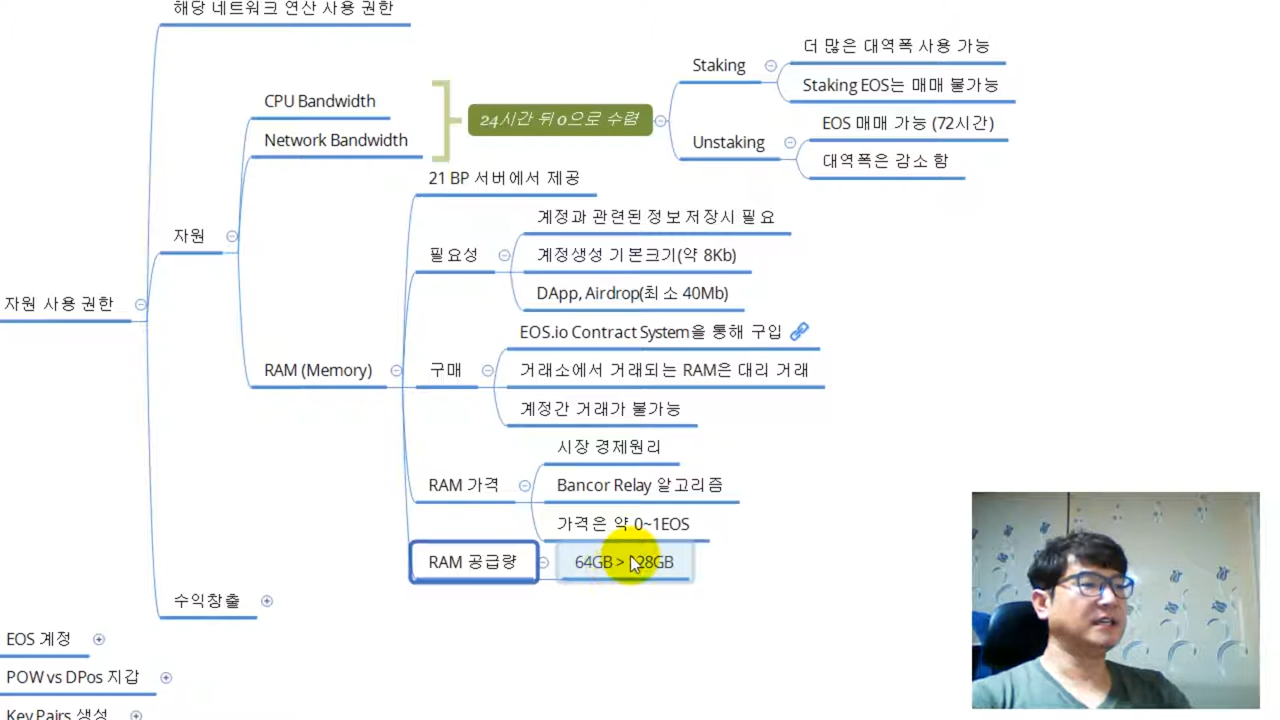 해당 네트워크 연산 사용 권한
더 많은 대역폭 사용 가능
Staking
Staking EOS는 매매 불가능
CPU Bandwidth
24시간 뒤 0으로 수렴
EOS 매매 가능 (72시간)
Network Bandwidth
Unstaking
대역폭은 감소 함
21 BP 서버에서 제공
계정과 관련된 정보 저장시 필요
자원
필요성
계정생성 기본크기(약 8Kb)
DApp, Airdrop(최소 40Mb)
자원 사용 권한
EOS.io Contract System을 통해 구입
RAM (Memory)
구매
거래소에서 거래되는 RAM은 대리 거래
계정간 거래가 불가능
시장 경제원리
RAM 가격
Bancor Relay 알고리즘
가격은 약 0~1EOS
RAM 공급량
64GB > 128GB
수익창출
EOS 계정
POW vs DPos 지갑
Key Pairs 생성